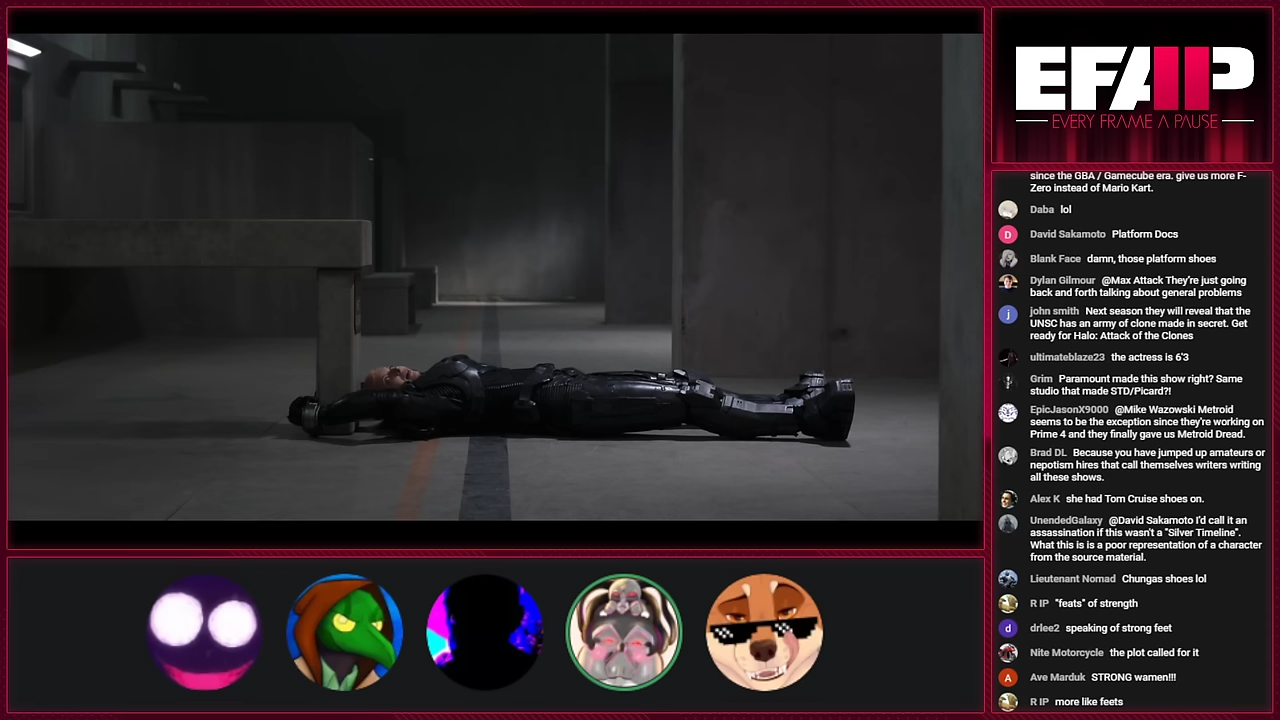 EFAP
EVERY FRAME A PAUSE
since the GBA / Gamecube era. give us more F-
Zero instead of Mario Kart.
Daba lol
D
David Sakamoto Platform Docs
Blank Face damn, those platform shoes
Dylan Gilmour @Max Attack They're just going
back and forth talking about general problems
j
john smith Next season they will reveal that the
UNSC has an army of clone made in secret. Get
ready for Halo: Attack of the Clones
ultimateblaze23 the actress is 6'3
Grim Paramount made this show right? Same
studio that made STD/Picard?!
EpicJasonX9000 @Mike Wazowski Metroid
seems to be the exception since they're working on
Prime 4 and they finally gave us Metroid Dread.
Brad DL Because you have jumped up amateurs or
nepotism hires that call themselves writers writing
all these shows.
Alex K she had Tom Cruise shoes on.
UnendedGalaxy @David Sakamoto I'd call it an
assassination if this wasn't a "Silver Timeline".
What this is is a poor representation of a character
from the source material.
Lieutenant Nomad Chungas shoes lol
R IP "feats" of strength
d
drlee2 speaking of strong feet
Nite Motorcycle the plot called for it
A
Ave Marduk STRONG wamen!!!
R IP more like feets